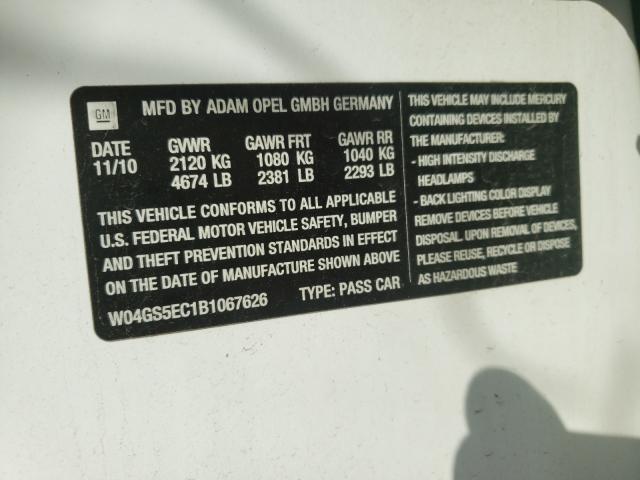 GM
MFD BY ADAM OPEL GMBH GERMANY
DATE GVWR GAWR FRT GAWR RR
11/10 2120 KG 1080 KG 1040 KG
4674 LB 2381 LB 2293 LB
THIS VEHICLE CONFORMS TO ALL APPLICABLE
U.S. FEDERAL MOTOR VEHICLE SAFETY, BUMPER
AND THEFT PREVENTION STANDARDS IN EFFECT
ON THE DATE OF MANUFACTURE SHOWN ABOVE
W04GS5EC1B1067626 TYPE: PASS CAR
THIS VEHICLE MAY INCLUDE MERCURY
CONTAINING DEVICES INSTALLED BY
THE MANUFACTURER:
- HIGH INTENSITY DISCHARGE
HEADLAMPS
- BACK LIGHTING COLOR DISPLAY
REMOVE DEVICES BEFORE VEHICLE
DISPOSAL. UPON REMOVAL OF DEVICES,
PLEASE REUSE, RECYCLE OR DISPOSE
AS HAZARDOUS WASTE